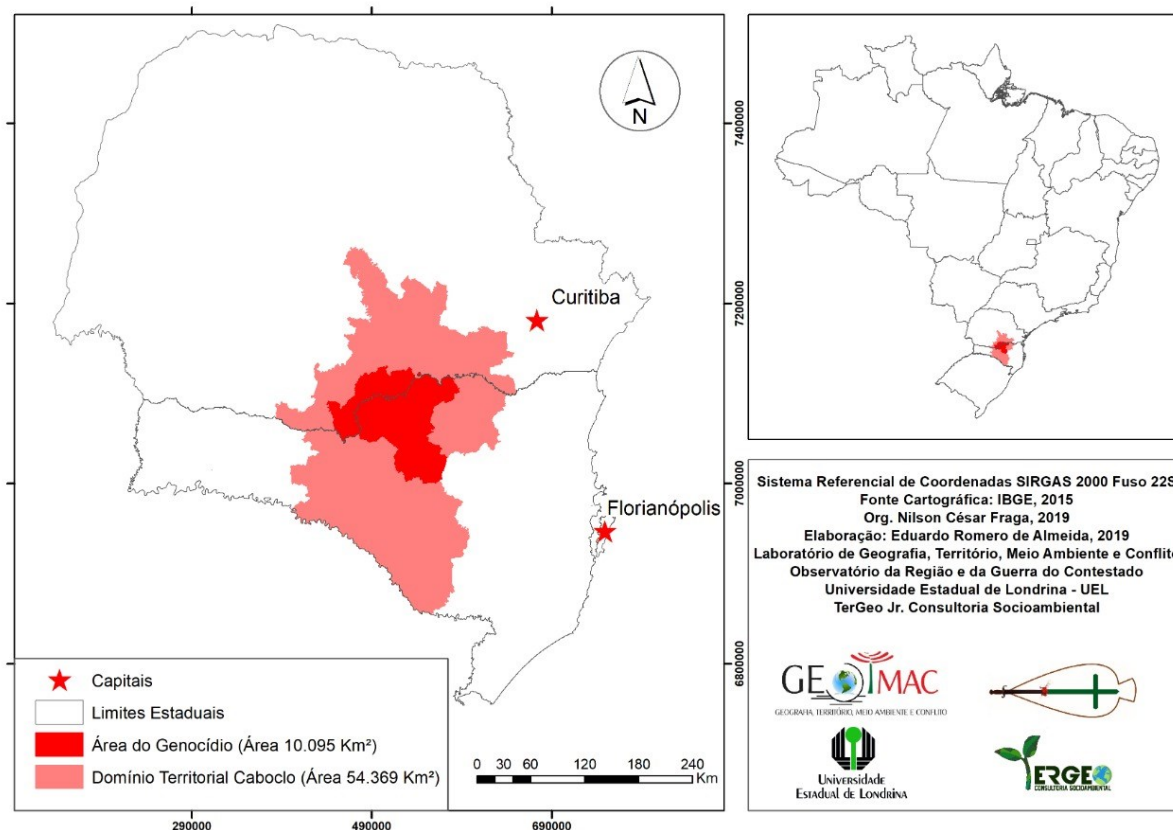 290000
490000
690000
7400000
7200000
7000000
6800000
N
Curitiba
Florianópolis
Capitais
Limites Estaduais
Área do Genocídio (Área 10.095 Km²)
Domínio Territorial Caboclo (Área 54.369 Km²)
0 30 60 120 180 240
Km
290000
490000
690000
Sistema Referencial de Coordenadas SIRGAS 2000 Fuso 22S
Fonte Cartográfica: IBGE, 2015
Org. Nilson César Fraga, 2019
Elaboração: Eduardo Romero de Almeida, 2019
Laboratório de Geografia, Território, Meio Ambiente e Conflito
Observatório da Região e da Guerra do Contestado
Universidade Estadual de Londrina - UEL
TerGeo Jr. Consultoria Socioambiental
GEOTMAC
GEOGRAFIA, TERRITÓRIO, MEIO AMBIENTE E CONFLITO
UNIVERSIDADE
ESTADUAL DE LONDRINA
TERGEO
CONSULTORIA SOCIOAMBIENTAL